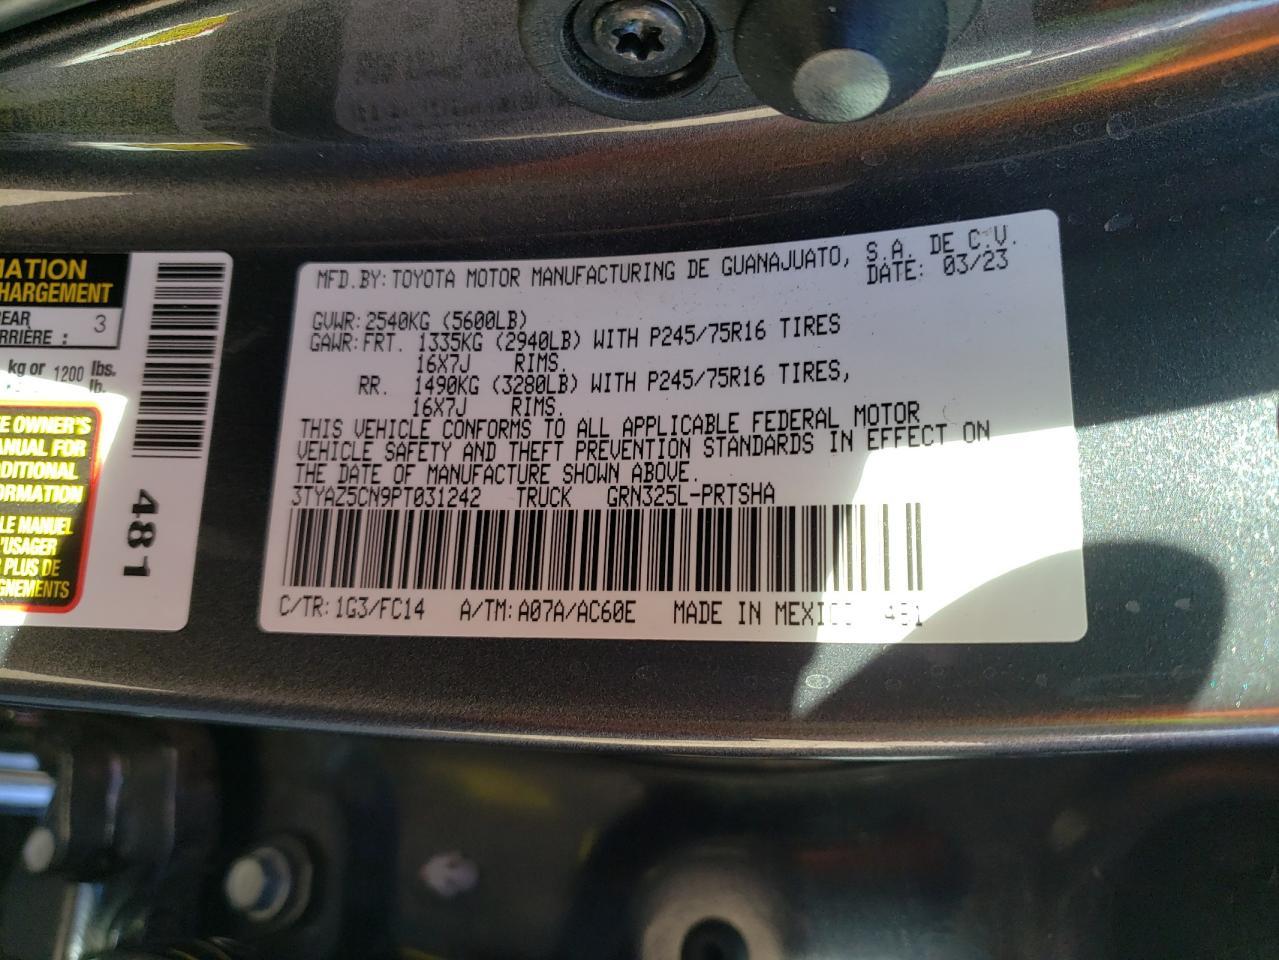 MATION
HARGEMENT
EAR
RRIÈRE : 3
kg or 1200 lbs.
lb.
E OWNER'S
ANUAL FOR
DITIONAL
ORMATION
LE MANUEL
'USAGER
PLUS DE
GNEMENTS
481
MFD.BY: TOYOTA MOTOR MANUFACTURING DE GUANAJUATO, S.A. DE C.V.
DATE: 03/23
GVWR: 2540KG (5600LB)
GAWR: FRT. 1335KG (2940LB) WITH P245/75R16 TIRES
16X7J RIMS.
RR. 1490KG (3280LB) WITH P245/75R16 TIRES,
16X7J RIMS.
THIS VEHICLE CONFORMS TO ALL APPLICABLE FEDERAL MOTOR
VEHICLE SAFETY AND THEFT PREVENTION STANDARDS IN EFFECT ON
THE DATE OF MANUFACTURE SHOWN ABOVE.
3TYAZ5CN9PT031242 TRUCK GRN325L-PRTSHA
C/TR: 1G3/FC14 A/TM: A07A/AC60E MADE IN MEXICO 481